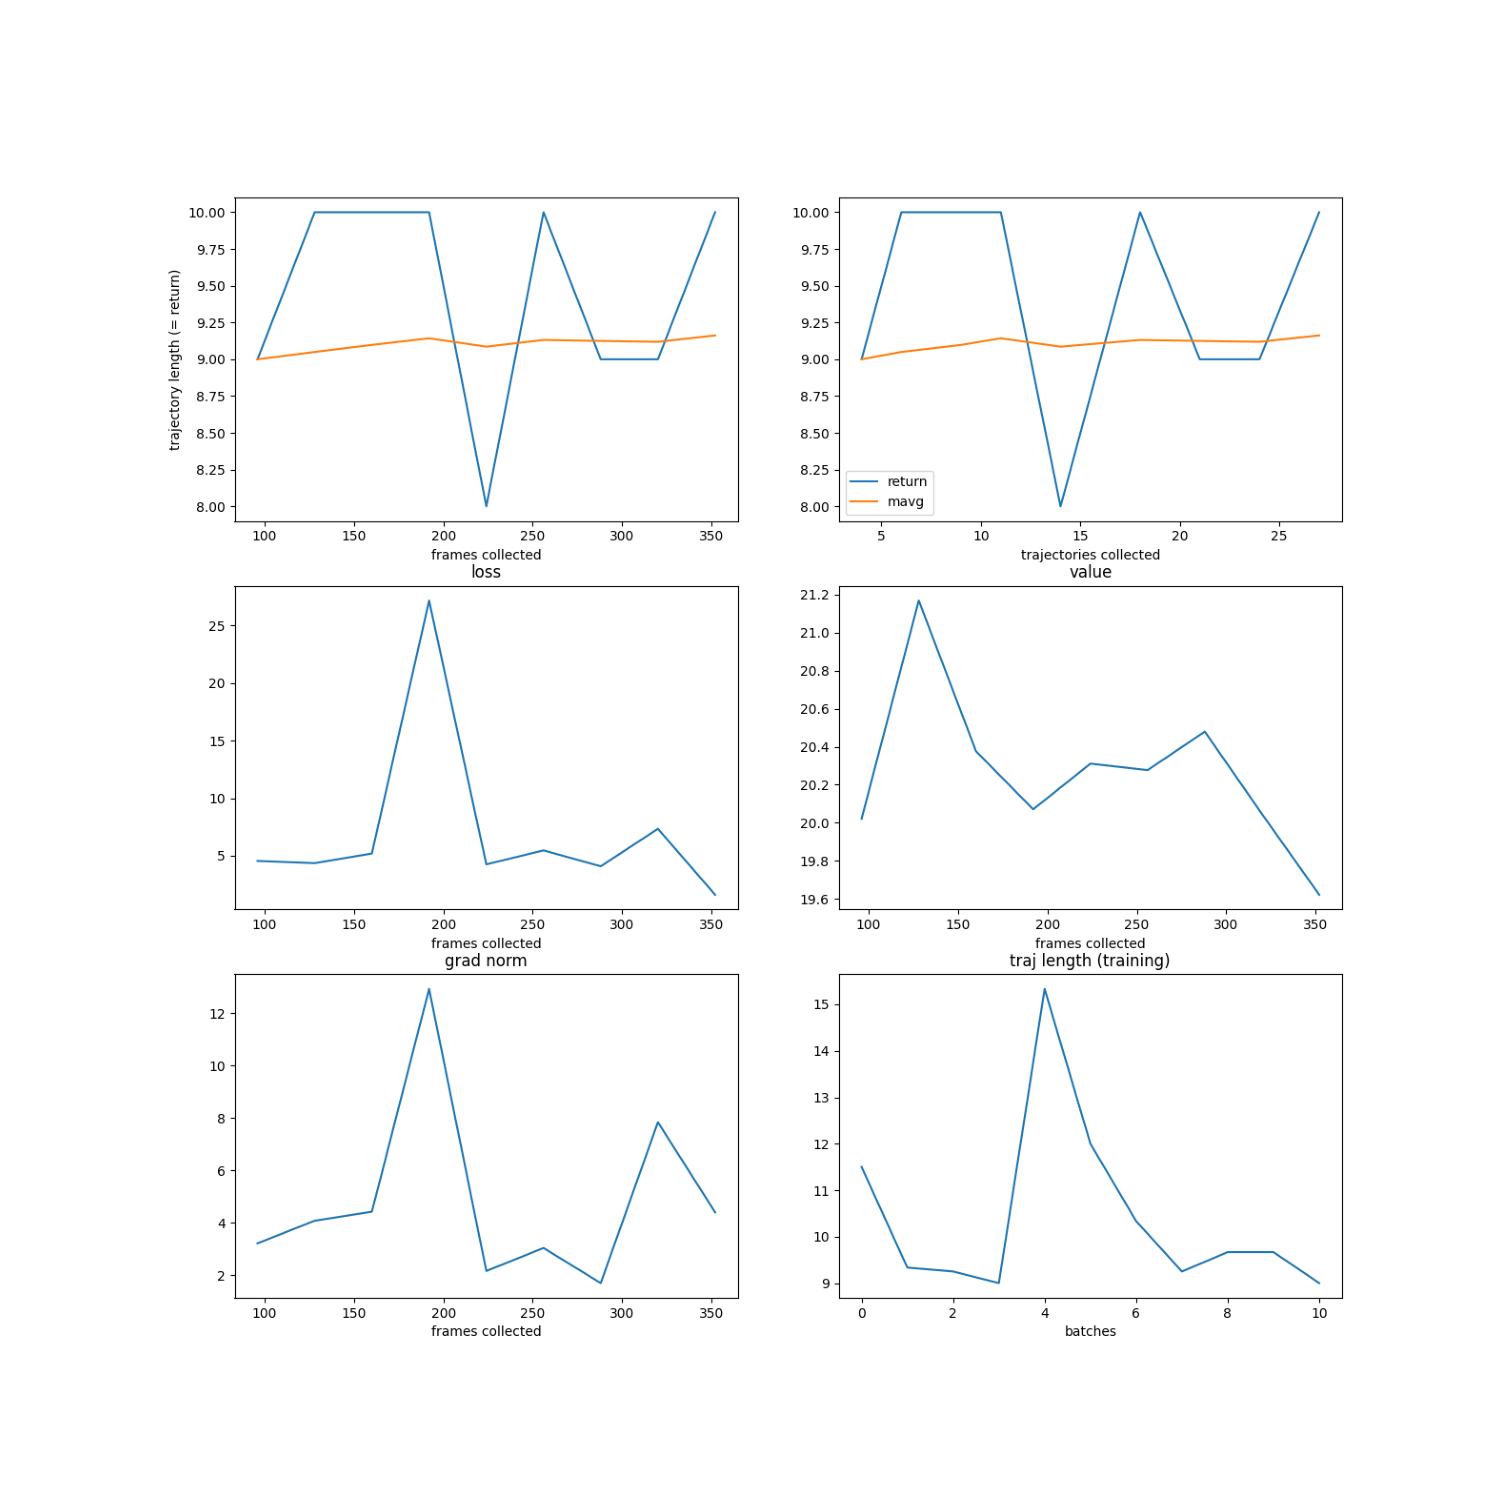 10.00
9.75
9.50
9.25
9.00
8.75
8.50
8.25
8.00
trajectory length (= return)
100 150 200 250 300 350
frames collected
10.00
9.75
9.50
9.25
9.00
8.75
8.50
8.25
8.00
return
mavg
5 10 15 20 25
trajectories collected
loss
25
20
15
10
5
100 150 200 250 300 350
frames collected
value
21.2
21.0
20.8
20.6
20.4
20.2
20.0
19.8
19.6
100 150 200 250 300 350
frames collected
grad norm
12
10
8
6
4
2
100 150 200 250 300 350
frames collected
traj length (training)
15
14
13
12
11
10
9
0 2 4 6 8 10
batches